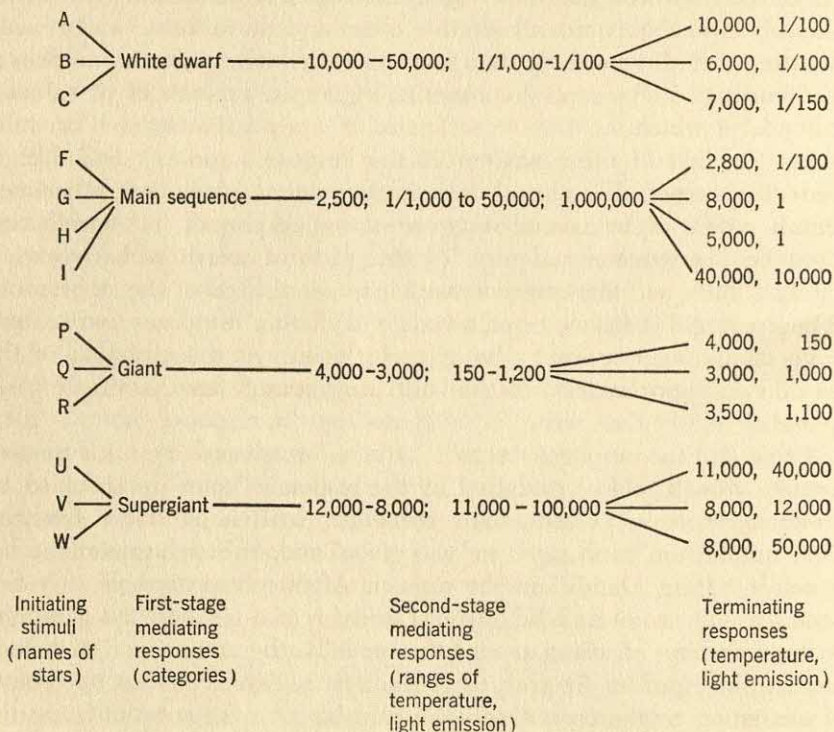 A
B White dwarf 10,000 – 50,000; 1/1,000-1/100
C
10,000, 1/100
6,000, 1/100
7,000, 1/150
F
G Main sequence 2,500; 1/1,000 to 50,000; 1,000,000
H
I
2,800, 1/100
8,000, 1
5,000, 1
40,000, 10,000
P
Q Giant 4,000-3,000; 150-1,200
R
4,000, 150
3,000, 1,000
3,500, 1,100
U
V Supergiant 12,000-8,000; 11,000 – 100,000
W
11,000, 40,000
8,000, 12,000
8,000, 50,000
Initiating
stimuli
(names of
stars)
First-stage
mediating
responses
(categories)
Second-stage
mediating
responses
(ranges of
temperature,
light emission)
Terminating
responses
(temperature,
light emission)